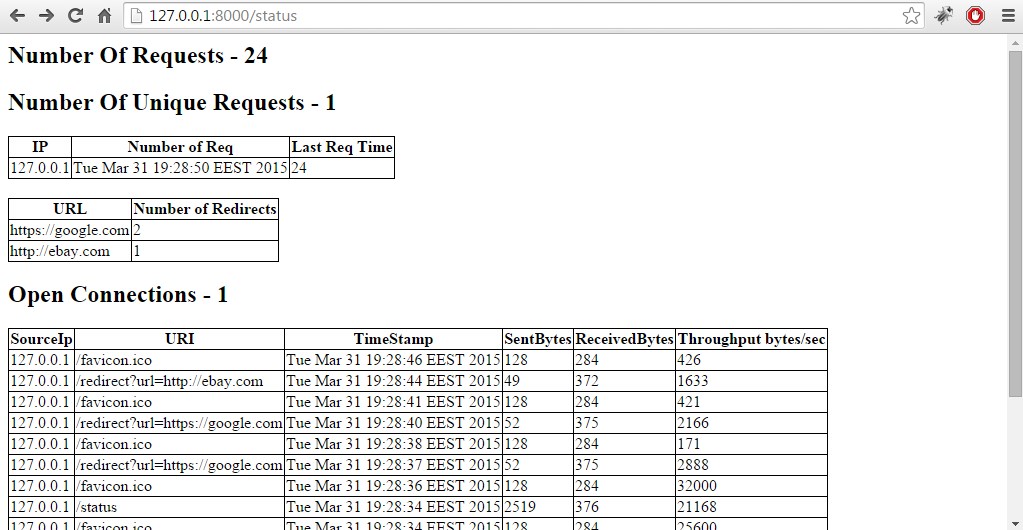 127.0.0.1:8000/status
Number Of Requests - 24
Number Of Unique Requests - 1
IP Number of Req Last Req Time
127.0.0.1 Tue Mar 31 19:28:50 EEST 2015 24
URL Number of Redirects
https://google.com 2
http://ebay.com 1
Open Connections - 1
SourceIp URI TimeStamp SentBytes ReceivedBytes Throughput bytes/sec
127.0.0.1 /favicon.ico Tue Mar 31 19:28:46 EEST 2015 128 284 426
127.0.0.1 /redirect?url=http://ebay.com Tue Mar 31 19:28:44 EEST 2015 49 372 1633
127.0.0.1 /favicon.ico Tue Mar 31 19:28:41 EEST 2015 128 284 421
127.0.0.1 /redirect?url=https://google.com Tue Mar 31 19:28:40 EEST 2015 52 375 2166
127.0.0.1 /favicon.ico Tue Mar 31 19:28:38 EEST 2015 128 284 171
127.0.0.1 /redirect?url=https://google.com Tue Mar 31 19:28:37 EEST 2015 52 375 2888
127.0.0.1 /favicon.ico Tue Mar 31 19:28:36 EEST 2015 128 284 32000
127.0.0.1 /status Tue Mar 31 19:28:34 EEST 2015 2519 376 21168
127.0.0.1 /favicon.ico Tue Mar 31 19:28:34 EEST 2015 128 284 25600